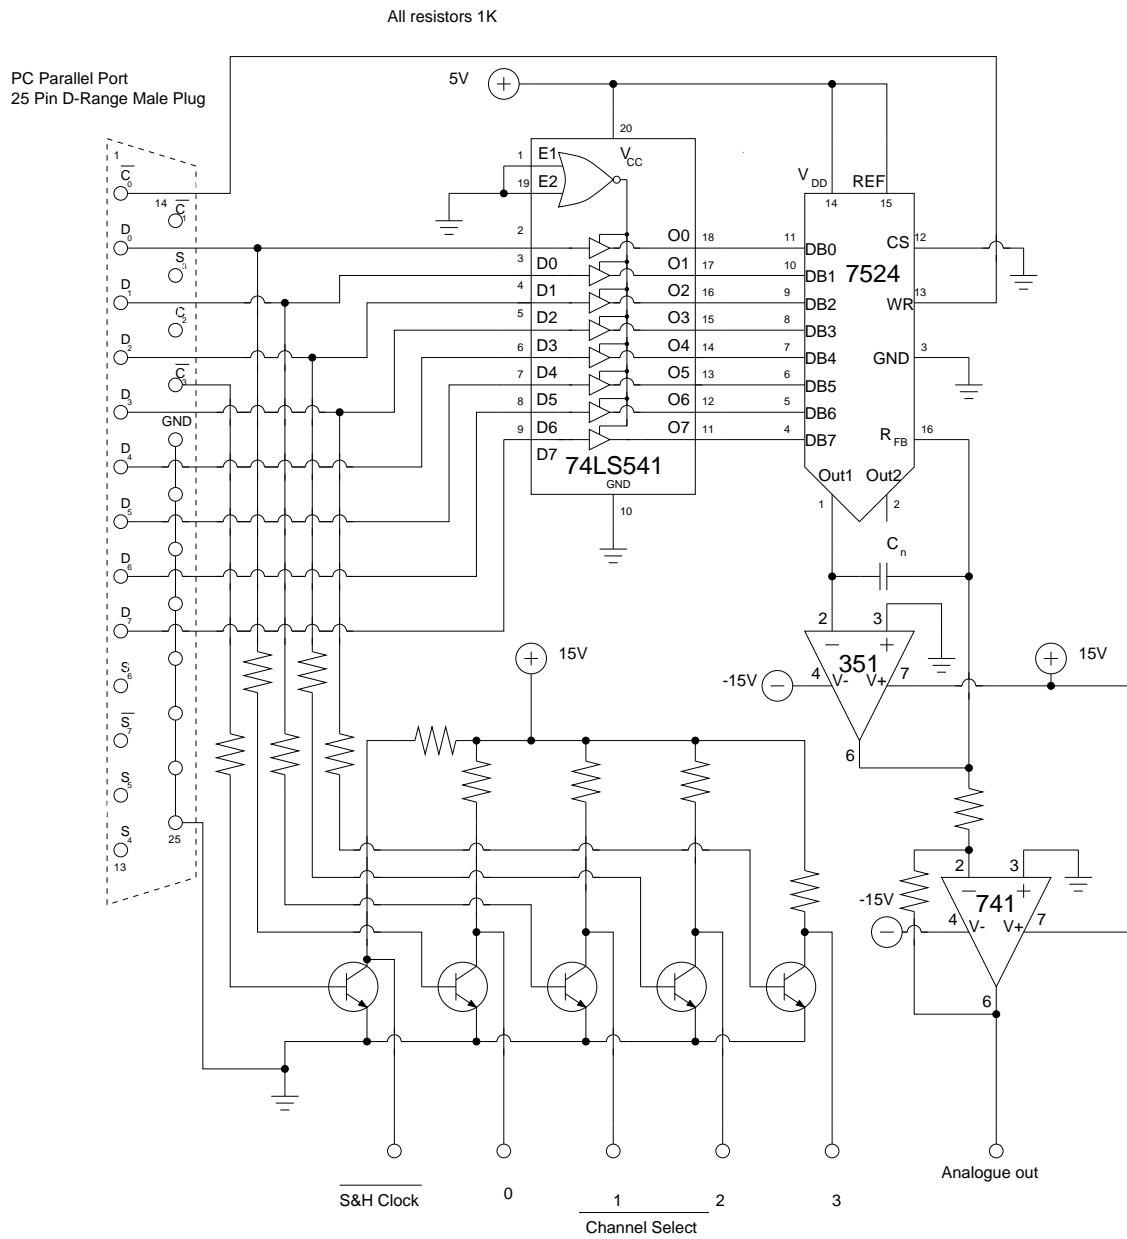 All resistors 1K
PC Parallel Port
25 Pin D-Range Male Plug
5V
1
C0
14
C1
D0
S3
D1
C2
D2
C3
D3
GND
D4
D5
D6
D7
S6
S7
S5
S4
13
25
20
VCC
1 E1
19 E2
2
3 D0
4 D1
5 D2
6 D3
7 D4
8 D5
9 D6
D7
O0 18
O1 17
O2 16
O3 15
O4 14
O5 13
O6 12
O7 11
74LS541
GND
10
VDD REF
14 15
11 DB0
10 DB1
9 DB2
8 DB3
7 DB4
6 DB5
5 DB6
4 DB7
CS 12
7524
WR 13
GND 3
RFB 16
Out1 Out2
1 2
Cn
2 3
351
-15V 4 V- V+ 7
15V
6
15V
2 3
741
-15V 4 V- V+ 7
6
Analogue out
S&H Clock
0 1 2 3
Channel Select